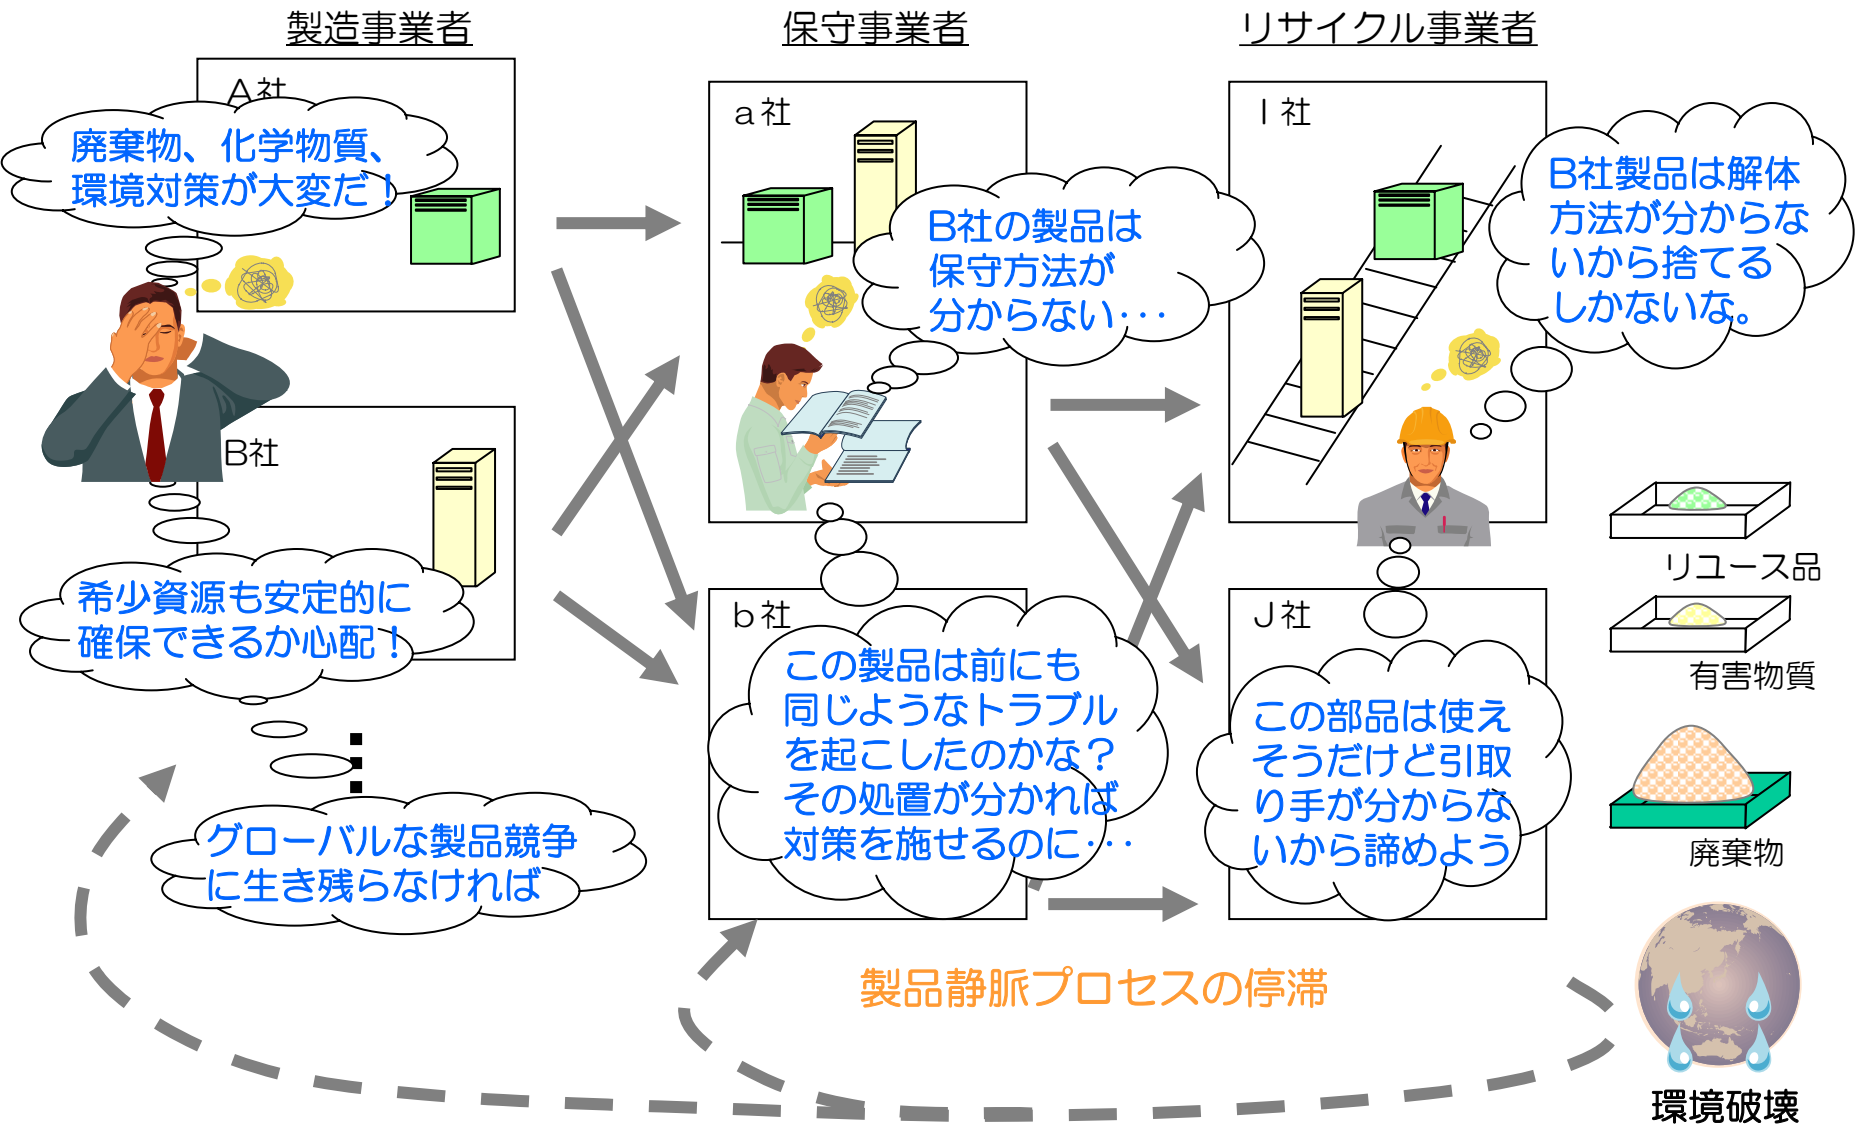 製造事業者
保守事業者
リサイクル事業者
A社
廃棄物、化学物質、
環境対策が大変だ！
B社
希少資源も安定的に
確保できるか心配！
グローバルな製品競争
に生き残らなければ
a社
B社の製品は
保守方法が
分からない･･･
b社
この製品は前にも
同じようなトラブル
を起こしたのかな？
その処置が分かれば
対策を施せるのに･･･
I社
B社製品は解体
方法が分からな
いから捨てる
しかないな。
J社
この部品は使え
そうだけど引取
り手が分からな
いから諦めよう
リユース品
有害物質
廃棄物
製品静脈プロセスの停滞
環境破壊